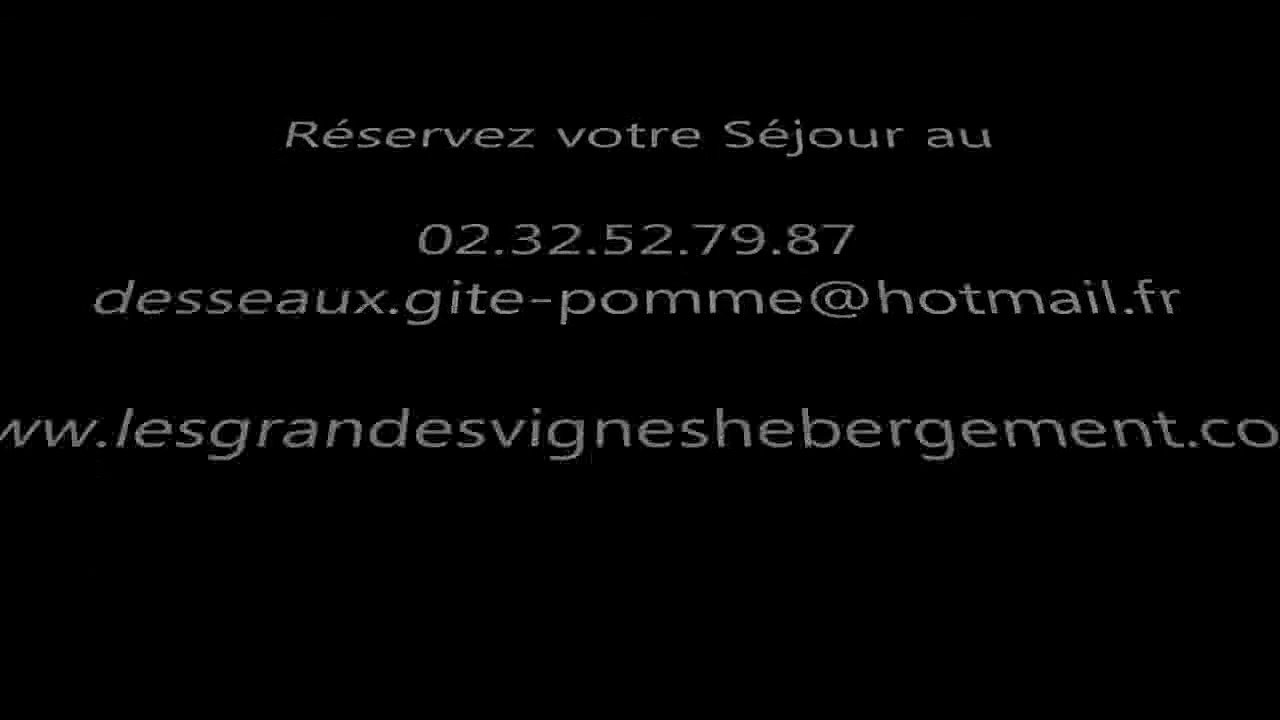 Réservez votre Séjour au
02.32.52.79.87
desseaux.gite-pomme@hotmail.fr
ww.lesgrandesvigneshebergement.co